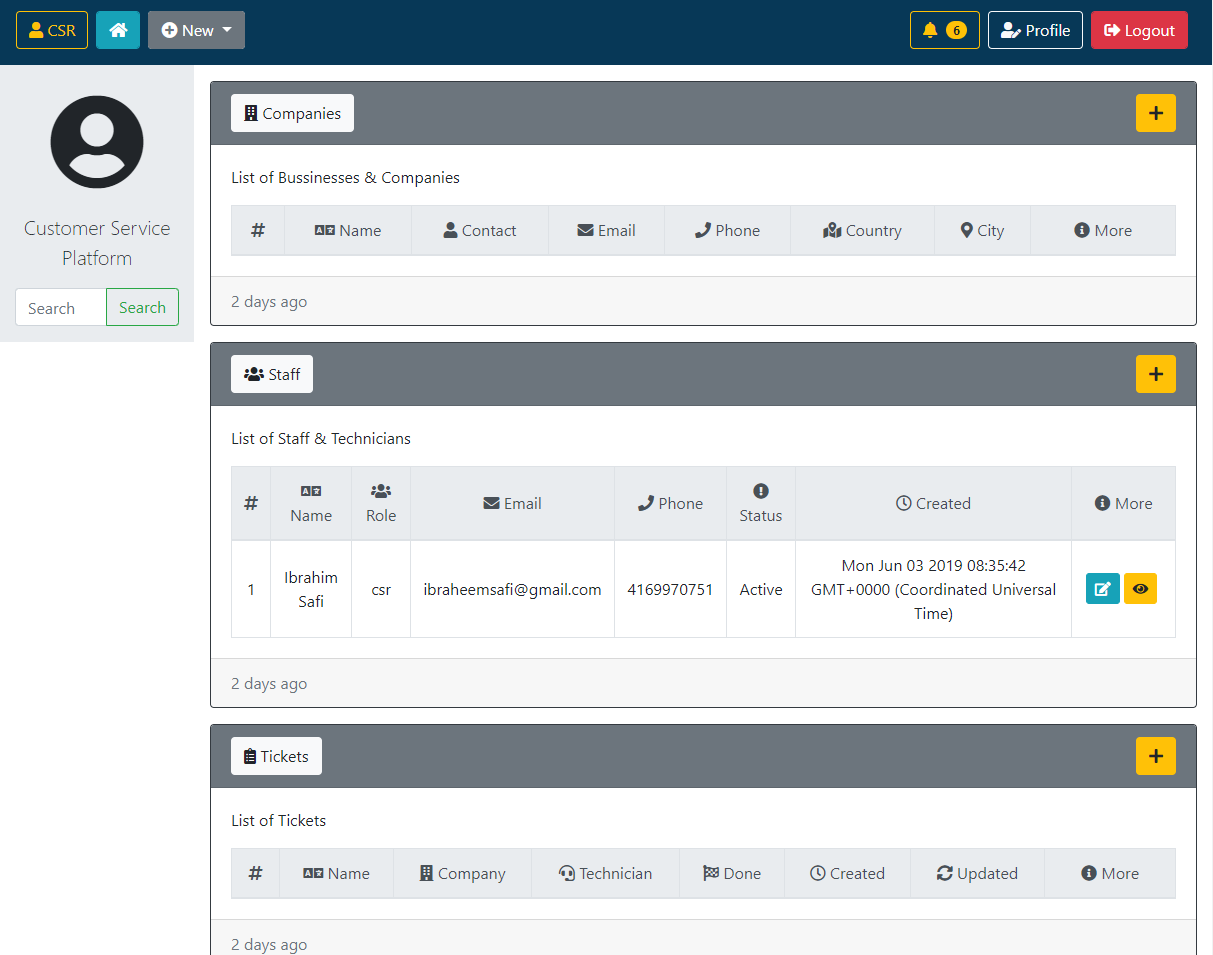 CSR
New
6
Profile
Logout
Customer Service
Platform
Search
Search
Companies
List of Bussinesses & Companies
# Name Contact Email Phone Country City More
2 days ago
Staff
List of Staff & Technicians
# Name Role Email Phone Status Created More
1 Ibrahim Safi csr ibraheemsafi@gmail.com 4169970751 Active Mon Jun 03 2019 08:35:42 GMT+0000 (Coordinated Universal Time)
2 days ago
Tickets
List of Tickets
# Name Company Technician Done Created Updated More
2 days ago